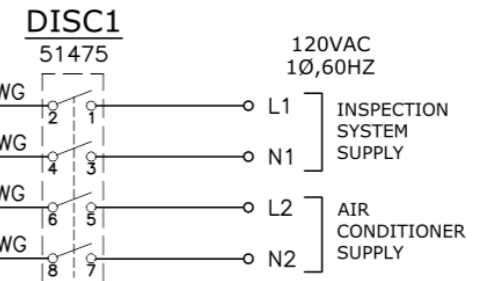 DISC1
51475
120VAC
1Ø,60HZ
WG
2 1
L1
INSPECTION
SYSTEM
SUPPLY
WG
4 3
N1
WG
6 5
L2
AIR
CONDITIONER
SUPPLY
WG
8 7
N2